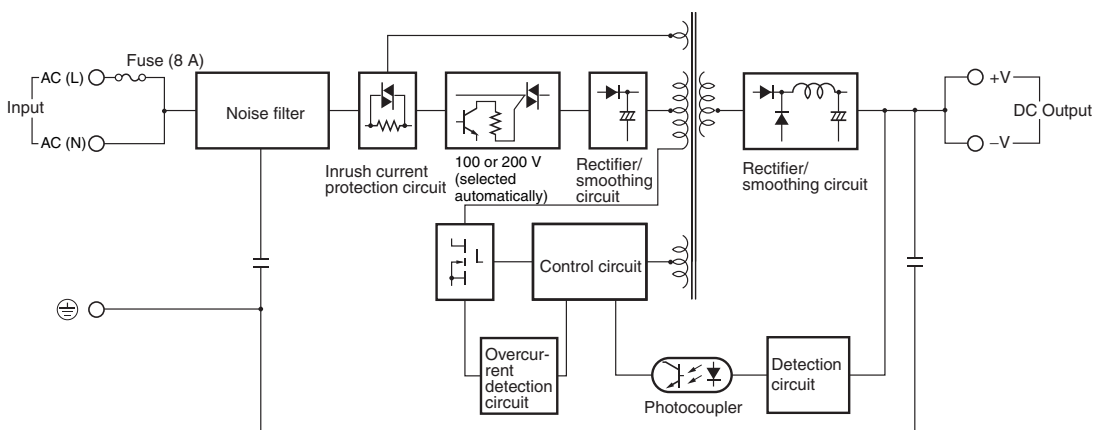 Fuse (8 A)
AC (L)
Input
AC (N)
Noise filter
Inrush current
protection circuit
100 or 200 V
(selected
automatically)
Rectifier/
smoothing
circuit
Rectifier/
smoothing circuit
+V
DC Output
–V
Control circuit
Overcur-
rent
detection
circuit
Photocoupler
Detection
circuit